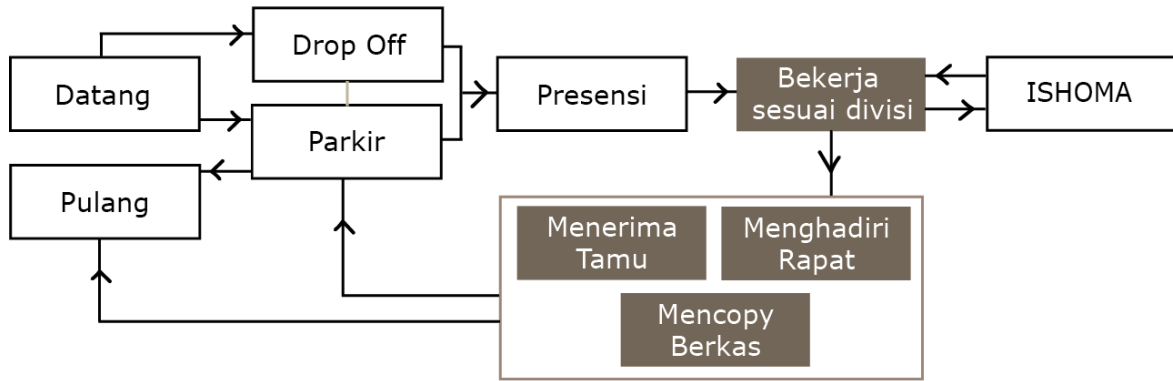 Datang
Drop Off
Parkir
Pulang
Presensi
Bekerja
sesuai divisi
ISHOMA
Menerima
Tamu
Menghadiri
Rapat
Mencopy
Berkas